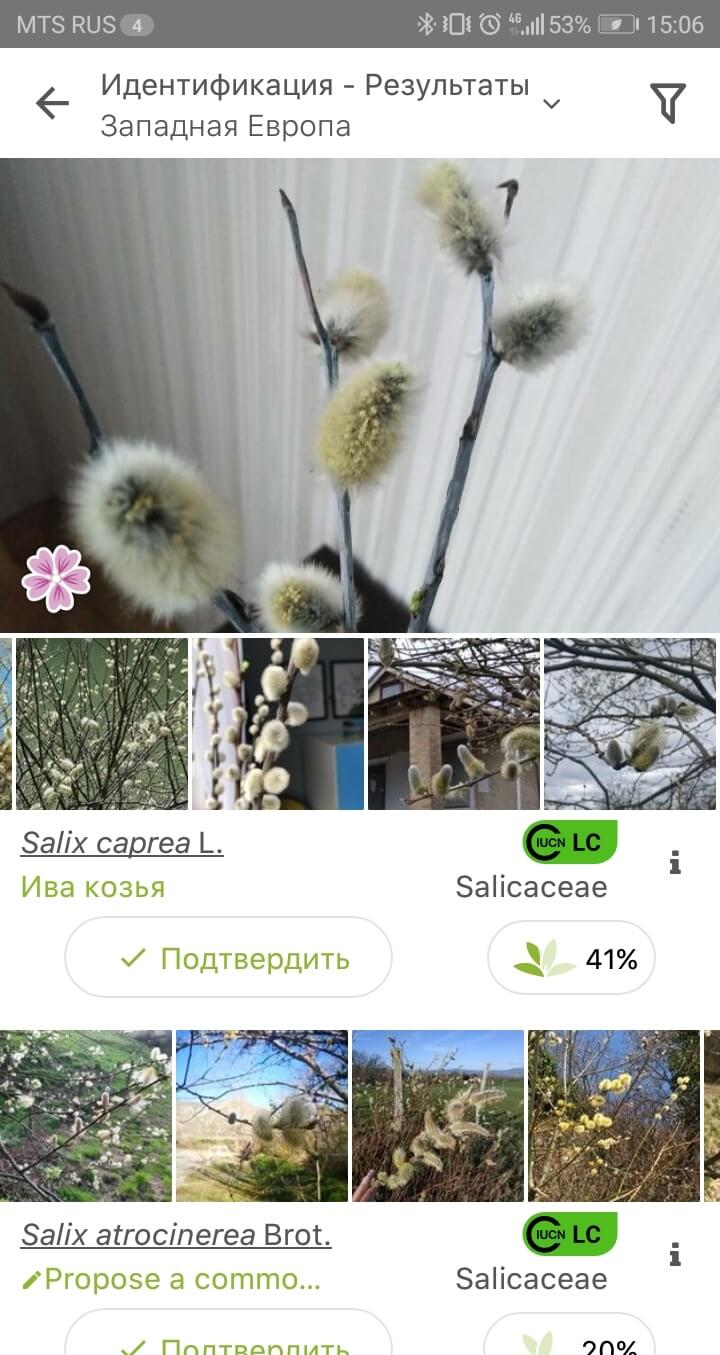 MTS RUS 4 4G 53% 15:06
Идентификация - Результаты
Западная Европа
Salix caprea L.
IUCN LC
Ива козья
Salicaceae
Подтвердить
41%
Salix atrocinerea Brot.
IUCN LC
Propose a commo...
Salicaceae
Подтвердить
20%